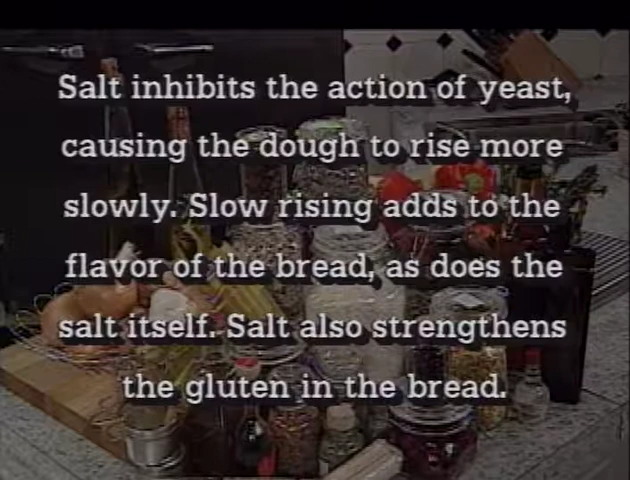 Salt inhibits the action of yeast,
causing the dough to rise more
slowly. Slow rising adds to the
flavor of the bread, as does the
salt itself. Salt also strengthens
the gluten in the bread.